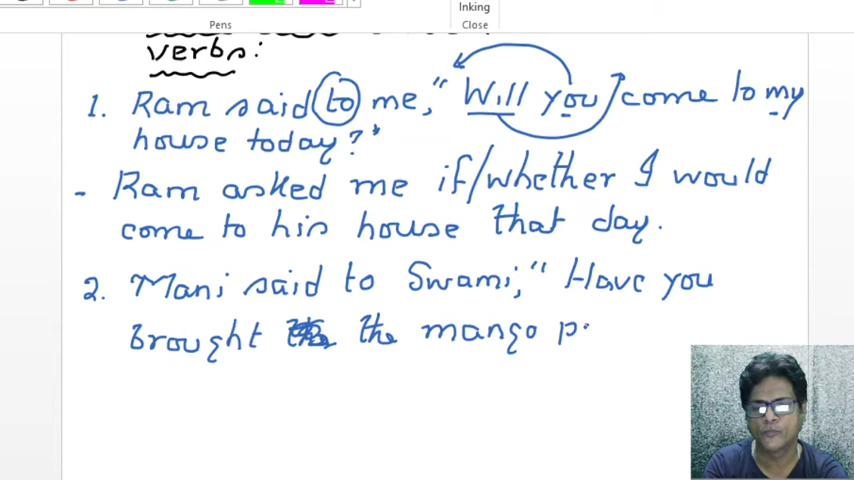 Inking
Pens
Close
verbs:
1. Ram said to me, "Will you come to my
house today?"
- Ram asked me if/whether I would
come to his house that day.
2. Mani said to Swami, "Have you
brought the mango p